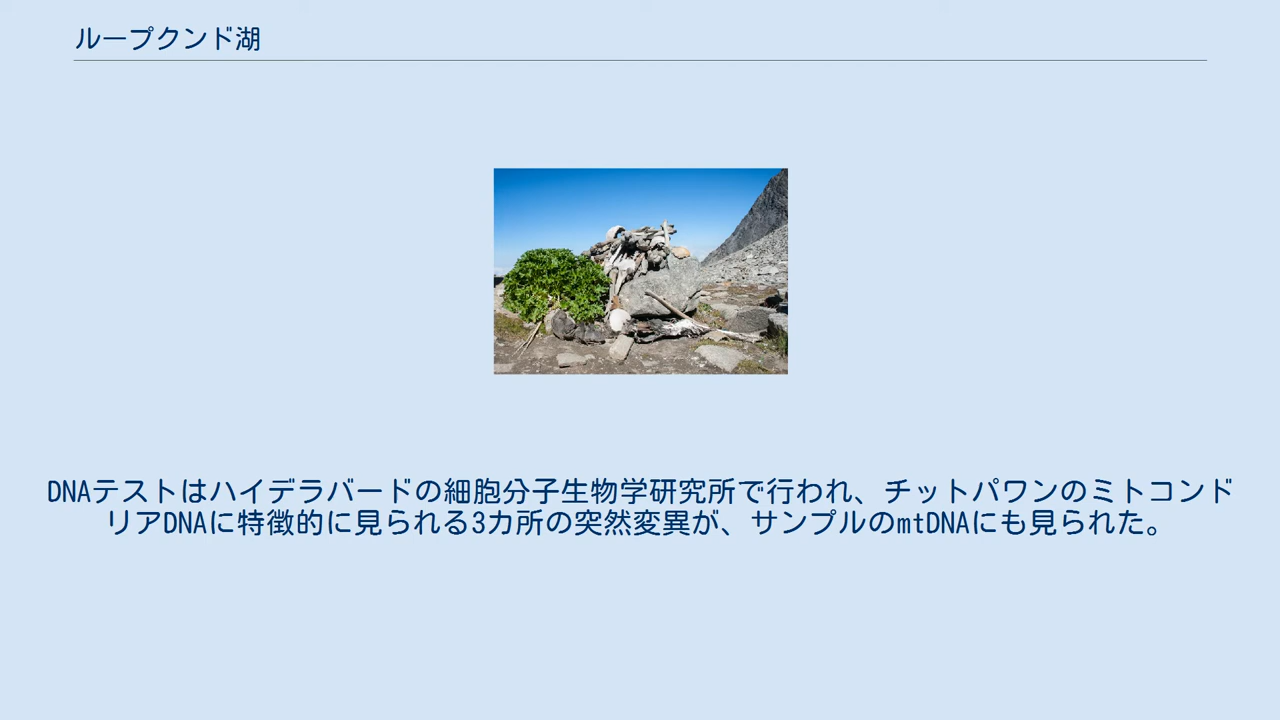 ループクンド湖
DNAテストはハイデラバードの細胞分子生物学研究所で行われ、チットパワンのミトコンド
リアDNAに特徴的に見られる3カ所の突然変異が、サンプルのmtDNAにも見られた。